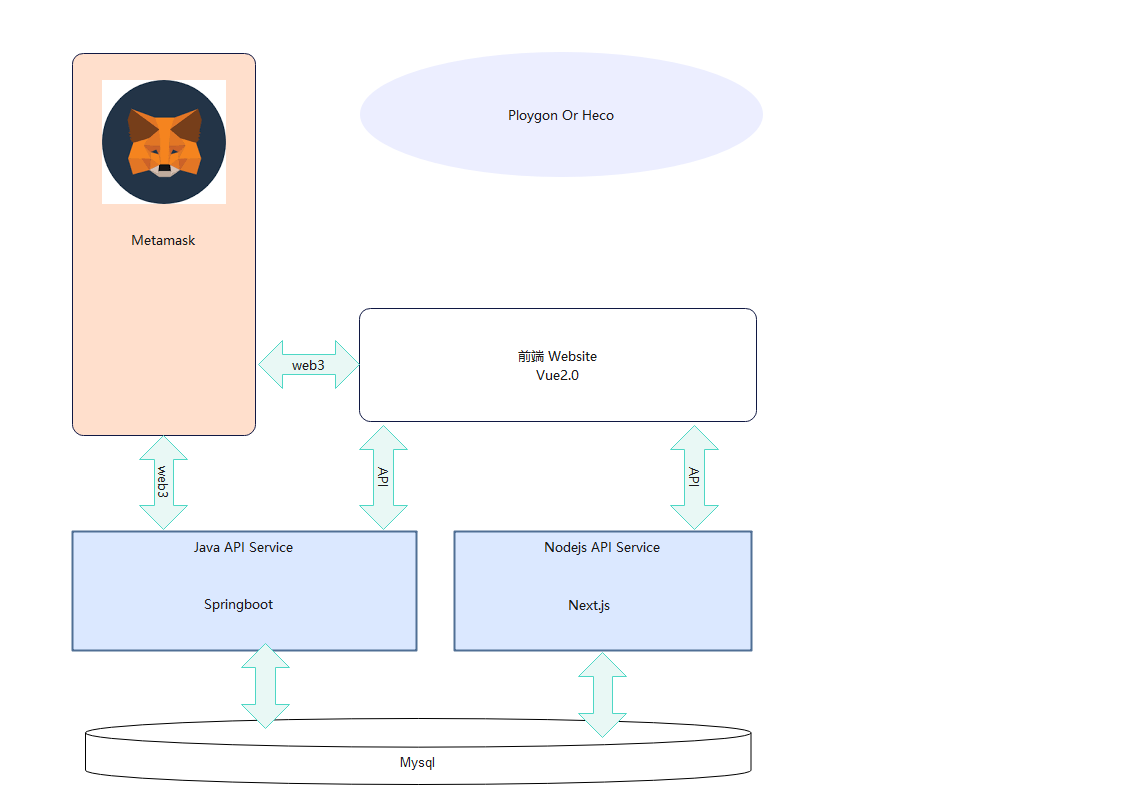 Ploygon Or Heco
Metamask
web3
前端 Website
Vue2.0
web3
API
API
Java API Service
Springboot
Nodejs API Service
Next.js
Mysql